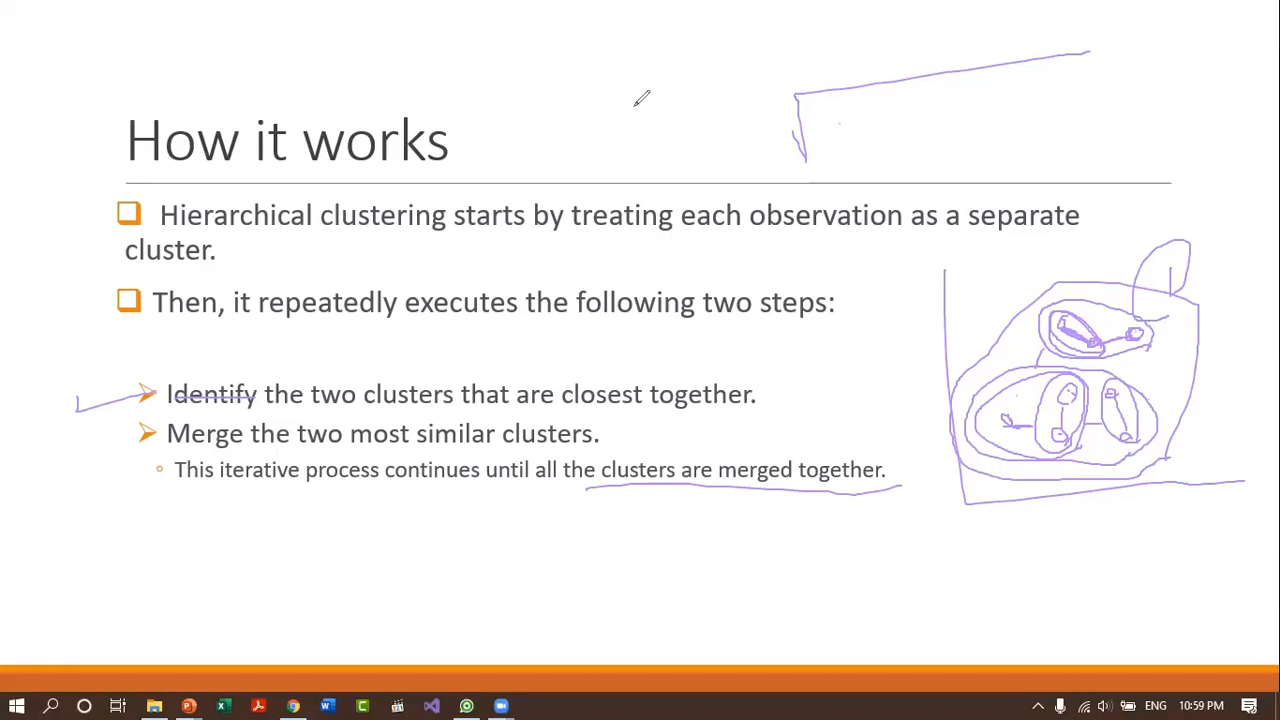 How it works
Hierarchical clustering starts by treating each observation as a separate
cluster.
Then, it repeatedly executes the following two steps:
Identify the two clusters that are closest together.
Merge the two most similar clusters.
This iterative process continues until all the clusters are merged together.
ENG
10:59 PM